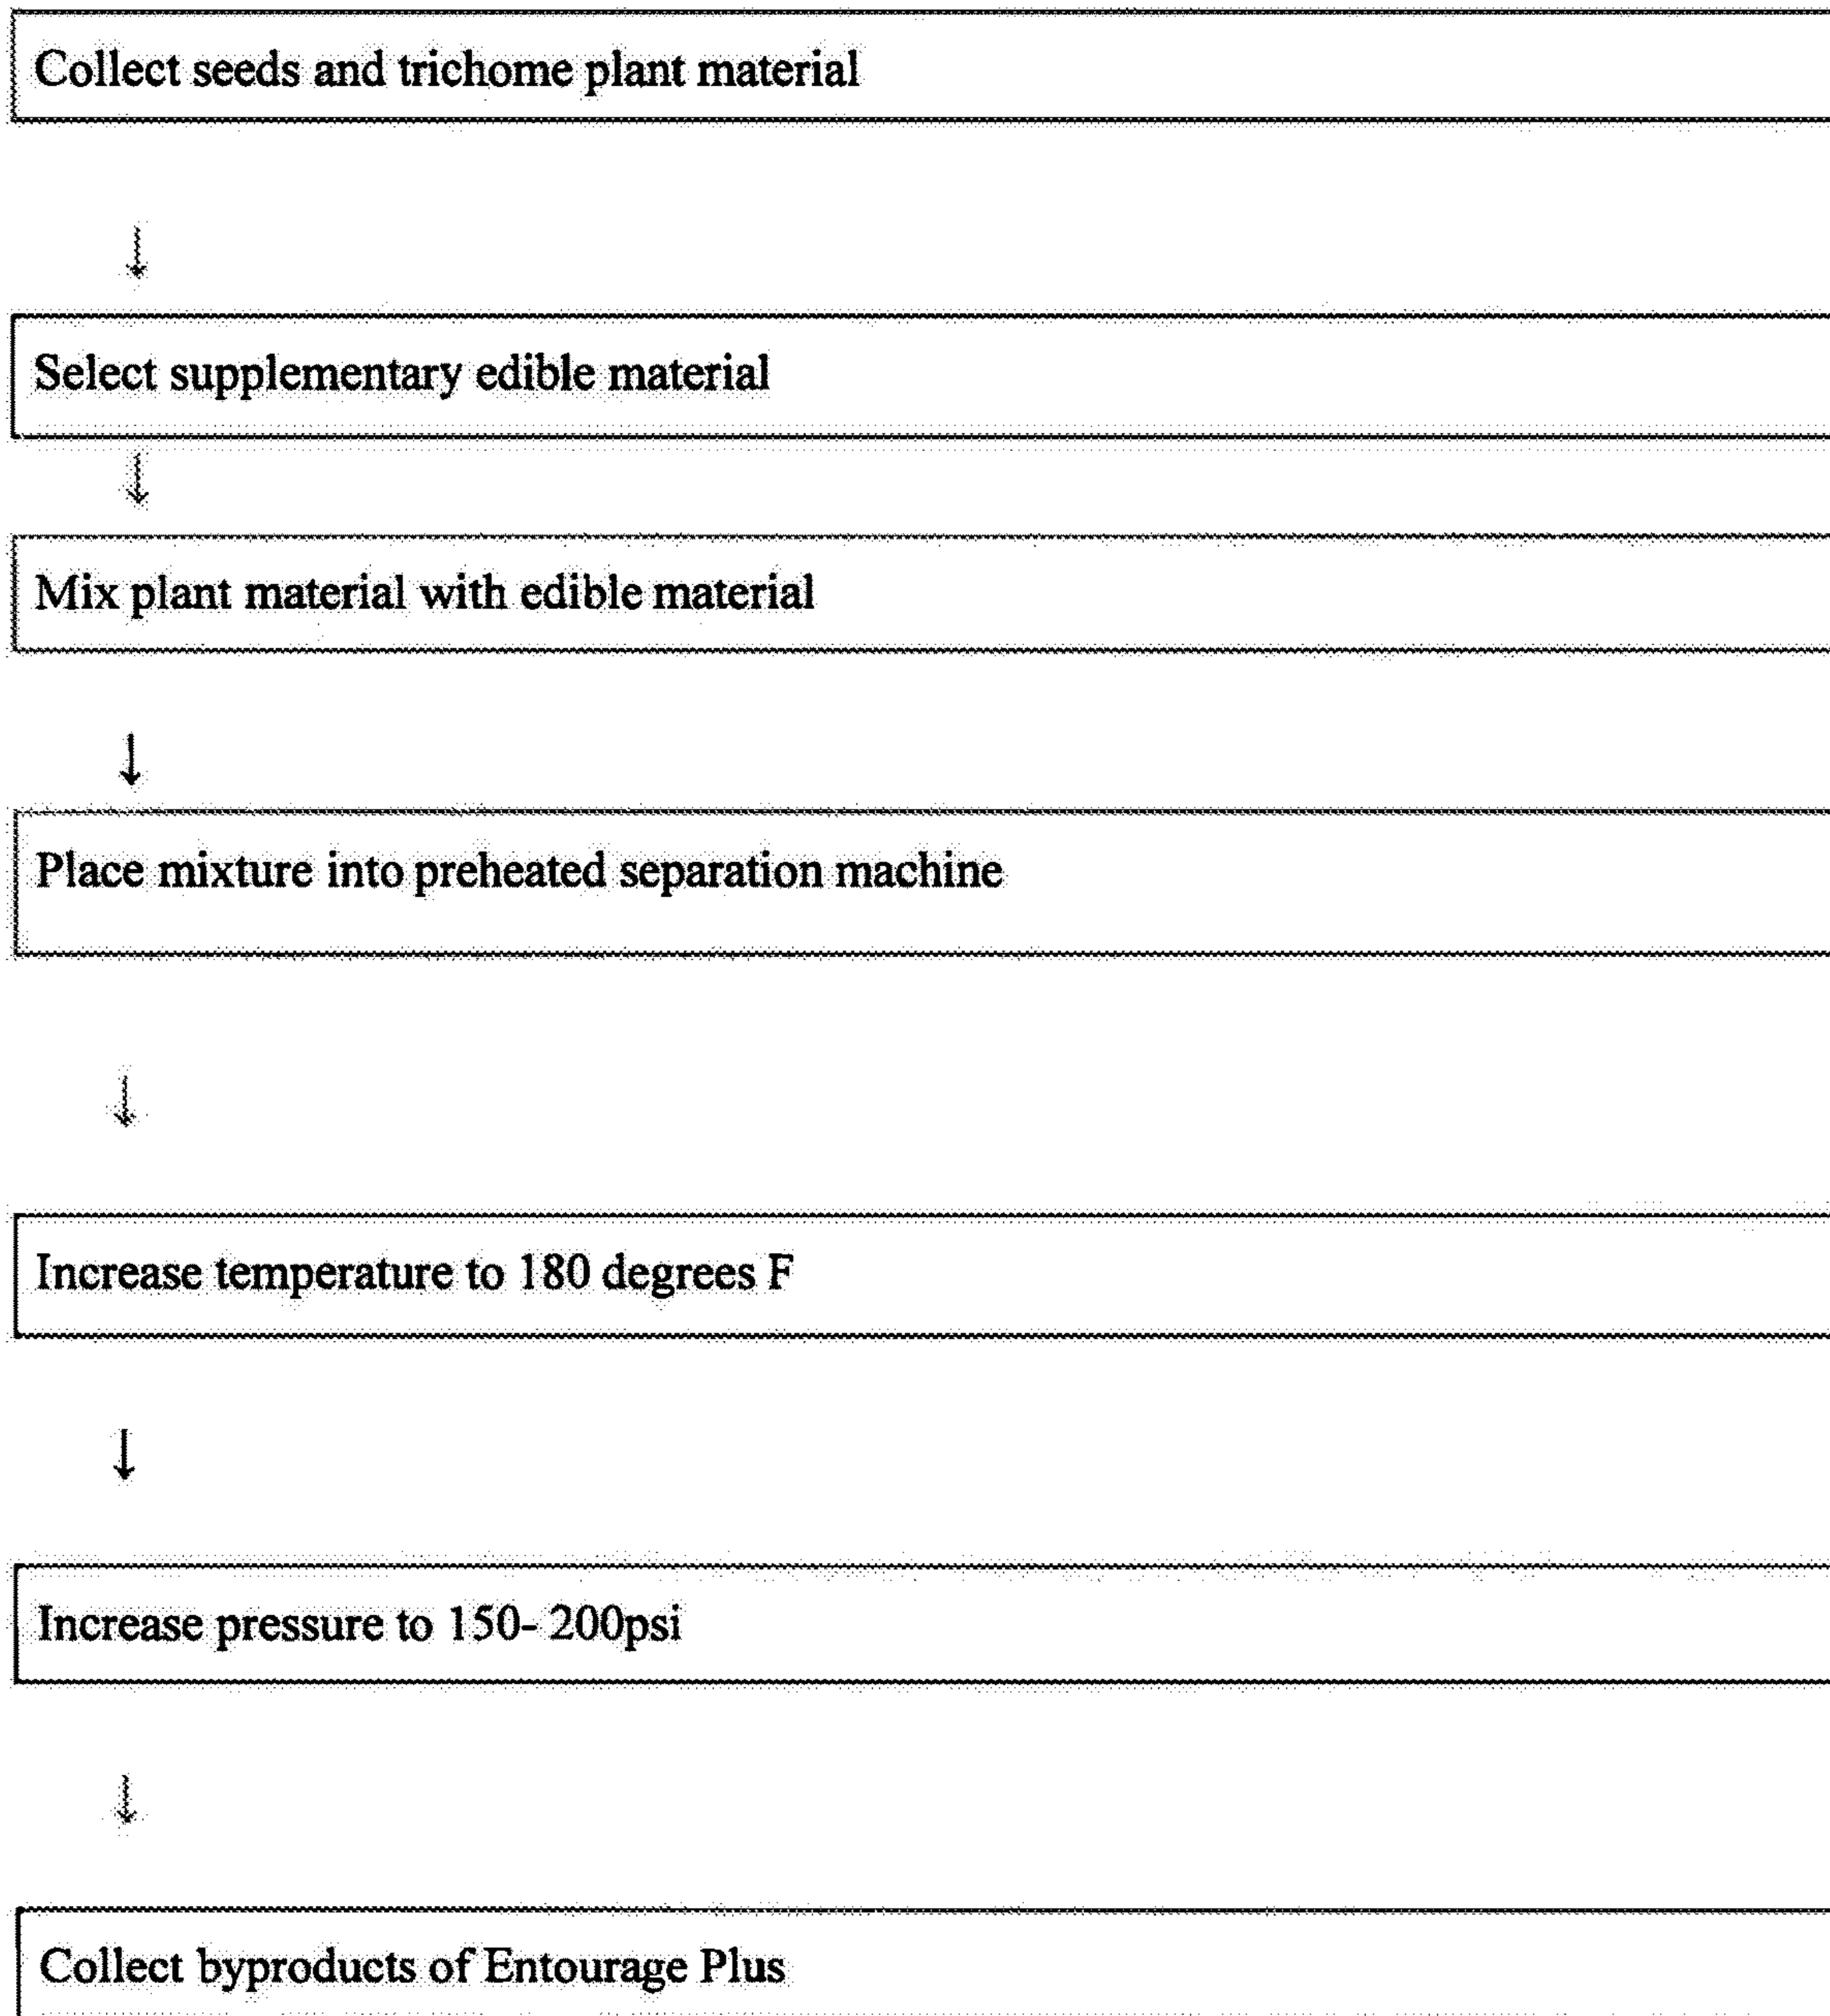 Collect seeds and trichome plant material
↓
Select supplementary edible material
↓
Mix plant material with edible material
↓
Place mixture into preheated separation machine
↓
Increase temperature to 180 degrees F
↓
Increase pressure to 150- 200psi
↓
Collect byproducts of Entourage Plus